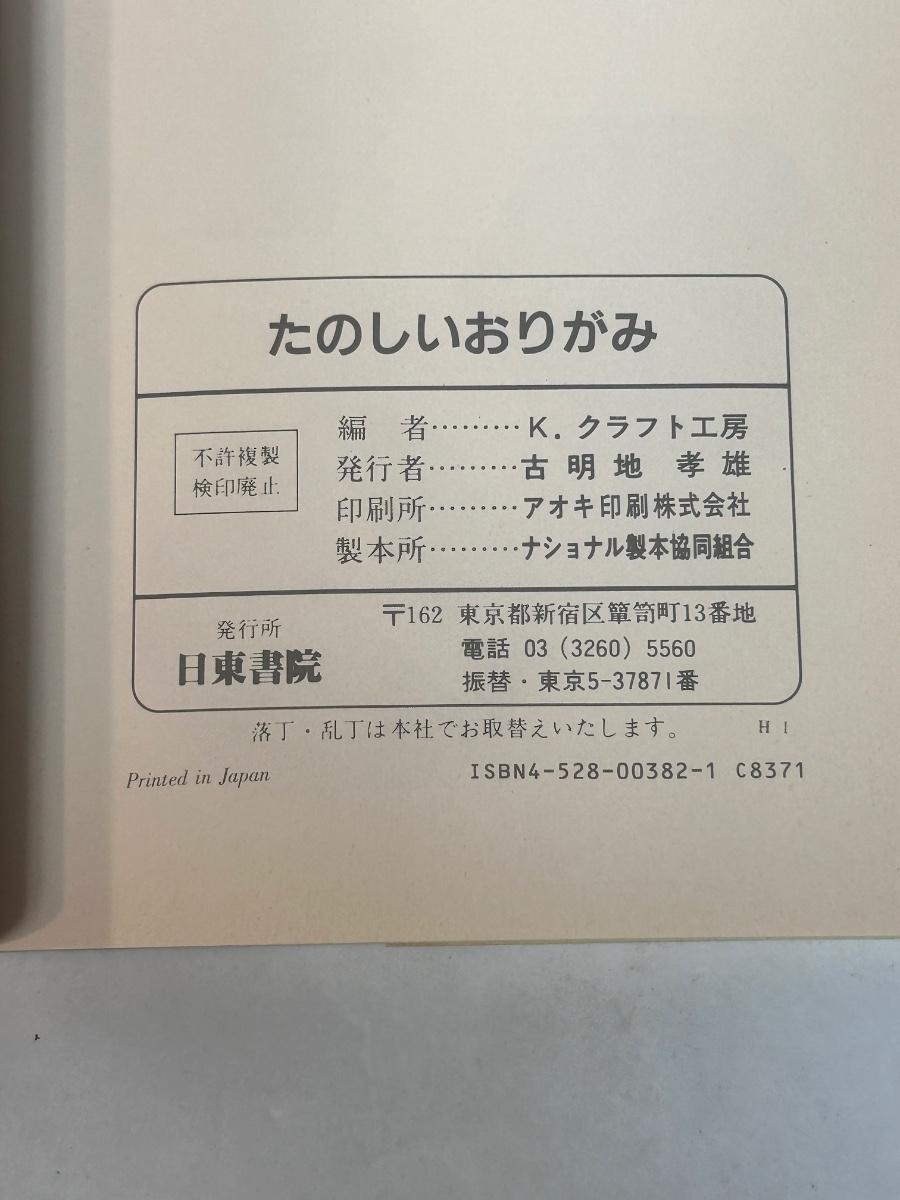 たのしいおりがみ
不許複製
検印廃止
編 者………K. クラフト工房
発行者………古明地 孝雄
印刷所………アオキ印刷株式会社
製本所………ナショナル製本協同組合
発行所
日東書院
〒162 東京都新宿区簞笥町13番地
電話 03 (3260) 5560
振替・東京5-37871番
落丁・乱丁は本社でお取替えいたします。 H 1
Printed in Japan
ISBN4-528-00382-1 C8371